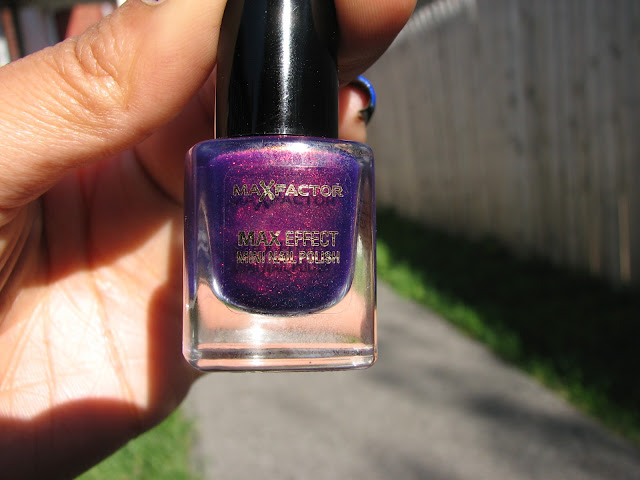 MAXFACTOR
MAX EFFECT
MINI NAIL POLISH